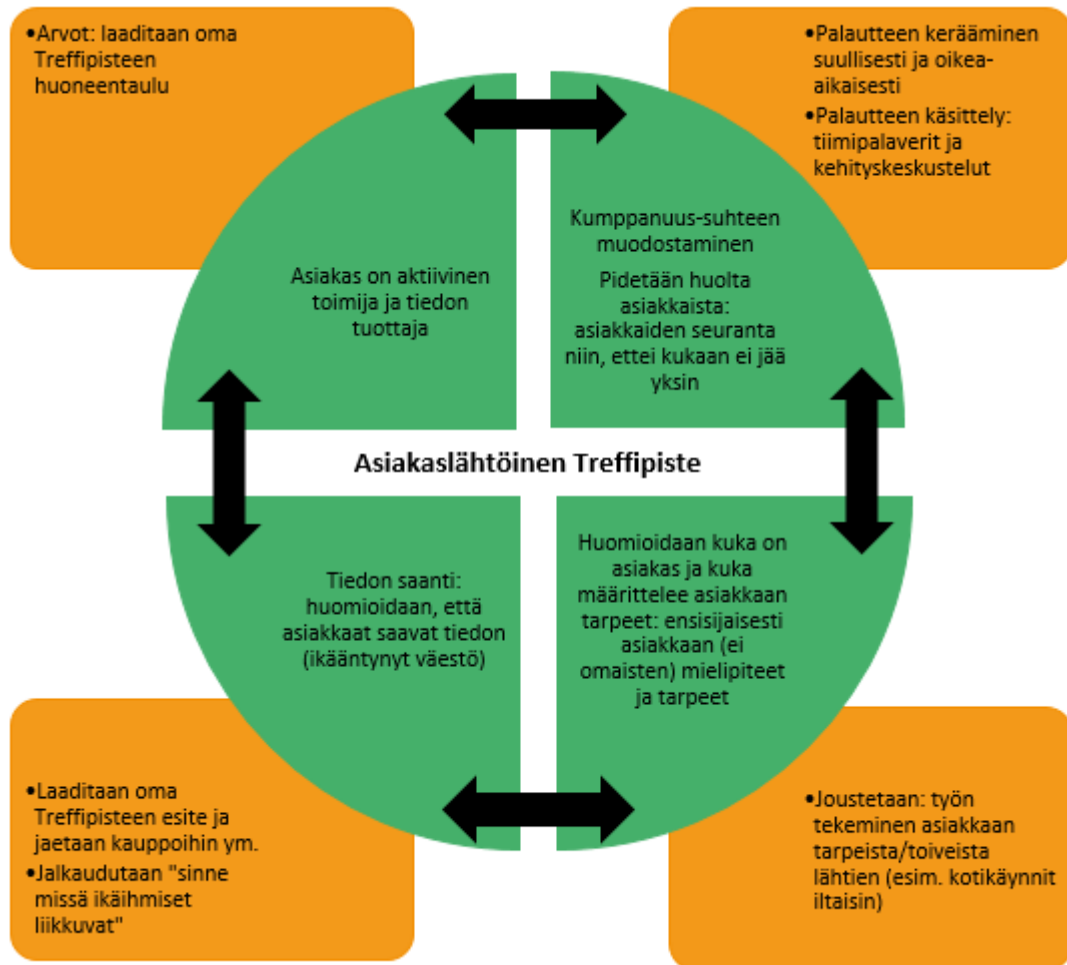 •Arvot: laaditaan oma
Treffipisteen
huoneentaulu
•Palautteen kerääminen
suullisesti ja oikea-
aikaisesti
•Palautteen käsittely:
tiimipalaverit ja
kehityskeskustelut
Asiakas on aktiivinen
toimija ja tiedon
tuottaja
Kumppanuus-suhteen
muodostaminen
Pidetään huolta
asiakkaista:
asiakkaiden seuranta
niin, ettei kukaan ei jää
yksin
Asiakaslähtöinen Treffipiste
Tiedon saanti:
huomioidaan, että
asiakkaat saavat tiedon
(ikääntynyt väestö)
Huomioidaan kuka on
asiakas ja kuka
määrittelee asiakkaan
tarpeet: ensisijaisesti
asiakkaan (ei
omaisten) mielipiteet
ja tarpeet
•Laaditaan oma
Treffipisteen esite ja
jaetaan kauppoihin ym.
•Jalkaudutaan "sinne
missä ikäihmiset
liikkuvat"
•Joustetaan: työn
tekeminen asiakkaan
tarpeista/toiveista
lähtien (esim. kotikäynnit
iltaisin)